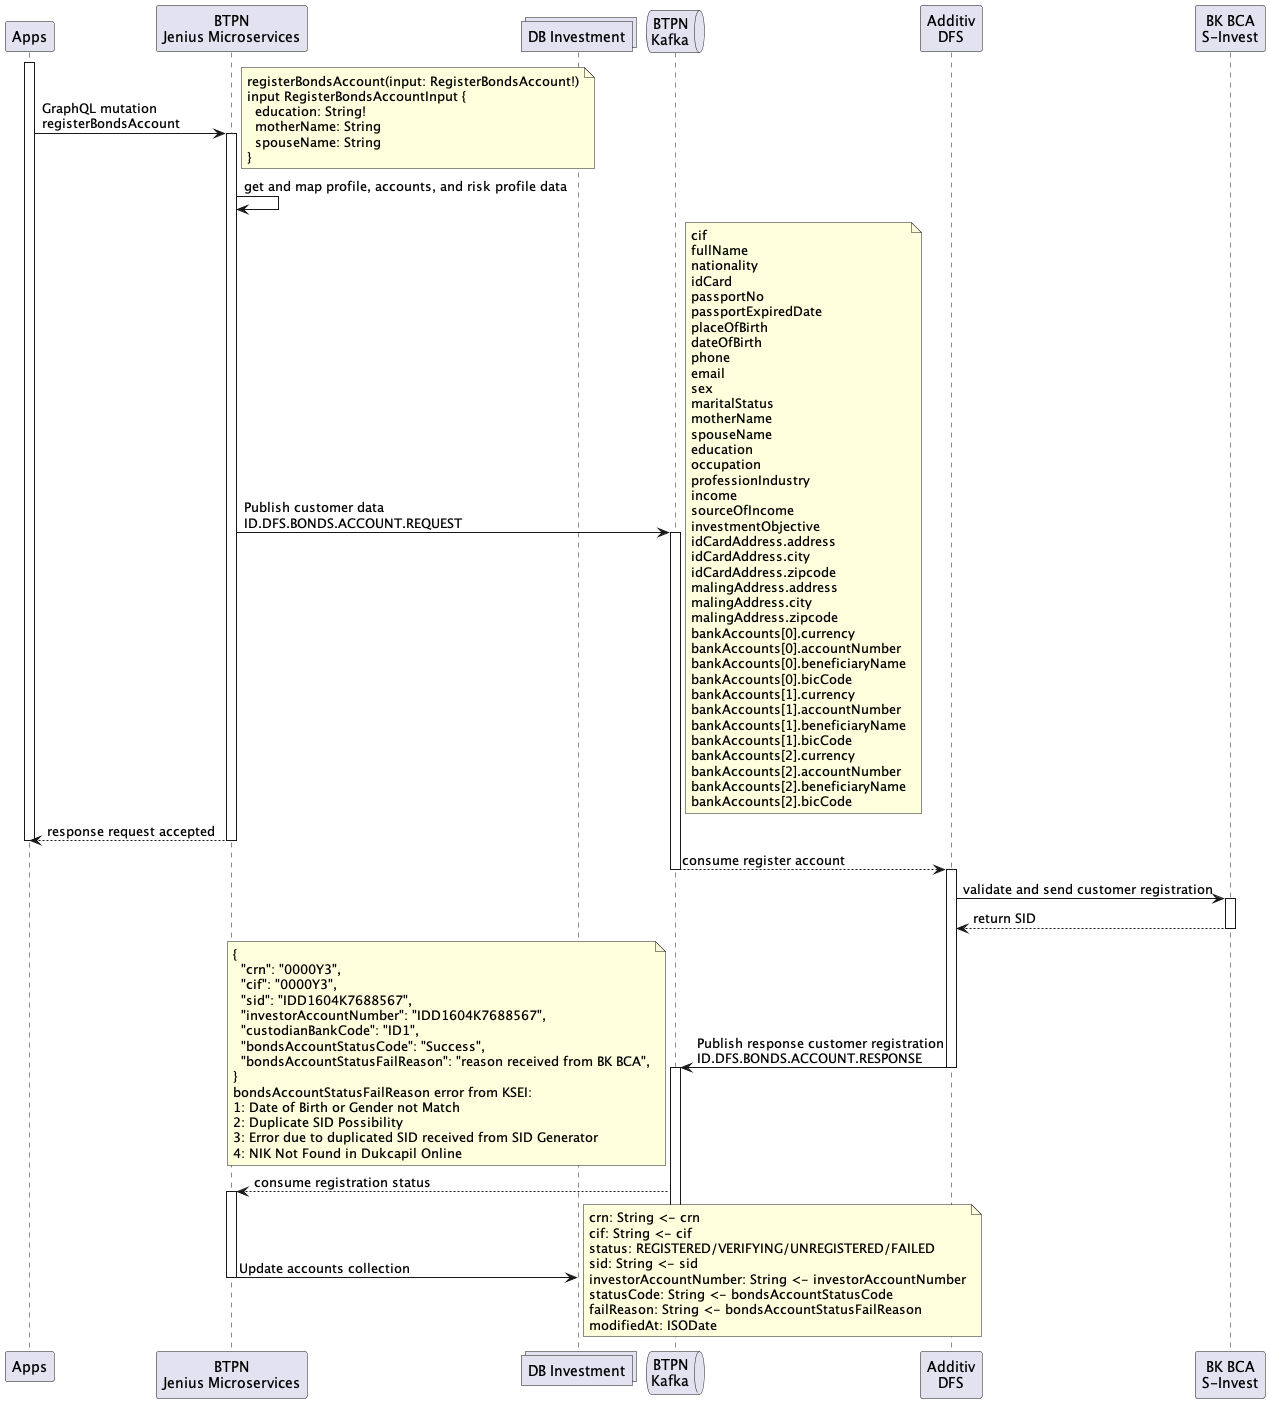 Apps
BTPN
Jenius Microservices
DB Investment
BTPN
Kafka
Additiv
DFS
BK BCA
S-Invest
registerBondsAccount(input: RegisterBondsAccount!)
input RegisterBondsAccountInput {
education: String!
motherName: String
spouseName: String
}
GraphQL mutation
registerBondsAccount
get and map profile, accounts, and risk profile data
cif
fullName
nationality
idCard
passportNo
passportExpiredDate
placeOfBirth
dateOfBirth
phone
email
sex
maritalStatus
motherName
spouseName
education
occupation
professionIndustry
income
sourceOfIncome
investmentObjective
idCardAddress.address
idCardAddress.city
idCardAddress.zipcode
malingAddress.address
malingAddress.city
malingAddress.zipcode
bankAccounts[0].currency
bankAccounts[0].accountNumber
bankAccounts[0].beneficiaryName
bankAccounts[0].bicCode
bankAccounts[1].currency
bankAccounts[1].accountNumber
bankAccounts[1].beneficiaryName
bankAccounts[1].bicCode
bankAccounts[2].currency
bankAccounts[2].accountNumber
bankAccounts[2].beneficiaryName
bankAccounts[2].bicCode
Publish customer data
ID.DFS.BONDS.ACCOUNT.REQUEST
response request accepted
consume register account
validate and send customer registration
return SID
{
"crn": "0000Y3",
"cif": "0000Y3",
"sid": "IDD1604K7688567",
"investorAccountNumber": "IDD1604K7688567",
"custodianBankCode": "ID1",
"bondsAccountStatusCode": "Success",
"bondsAccountStatusFailReason": "reason received from BK BCA",
}
bondsAccountStatusFailReason error from KSEI:
1: Date of Birth or Gender not Match
2: Duplicate SID Possibility
3: Error due to duplicated SID received from SID Generator
4: NIK Not Found in Dukcapil Online
Publish response customer registration
ID.DFS.BONDS.ACCOUNT.RESPONSE
consume registration status
crn: String <- crn
cif: String <- cif
status: REGISTERED/VERIFYING/UNREGISTERED/FAILED
sid: String <- sid
investorAccountNumber: String <- investorAccountNumber
statusCode: String <- bondsAccountStatusCode
failReason: String <- bondsAccountStatusFailReason
modifiedAt: ISODate
Update accounts collection
Apps
BTPN
Jenius Microservices
DB Investment
BTPN
Kafka
Additiv
DFS
BK BCA
S-Invest